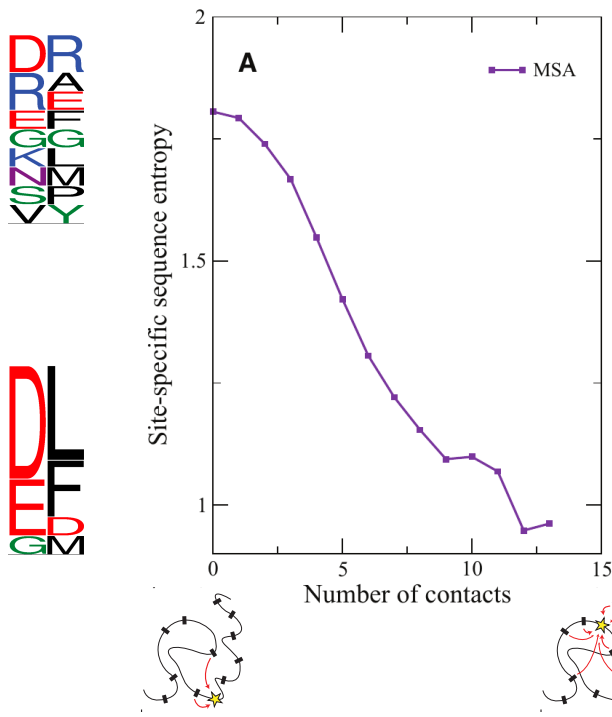 2
A
MSA
D R
R A
E E
G F
K G
N L
S M
V P
Y
Site-specific sequence entropy
1.5
D L
E F
G D
M
1
0 5 10 15
Number of contacts